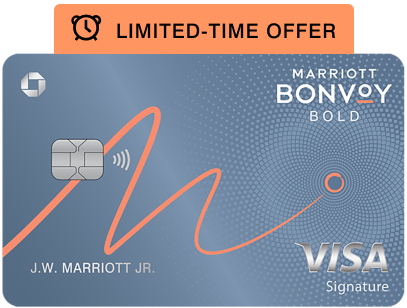 LIMITED-TIME OFFER
MARRIOTT
BONVOY
BOLD
J.W. MARRIOTT JR.
VISA
Signature